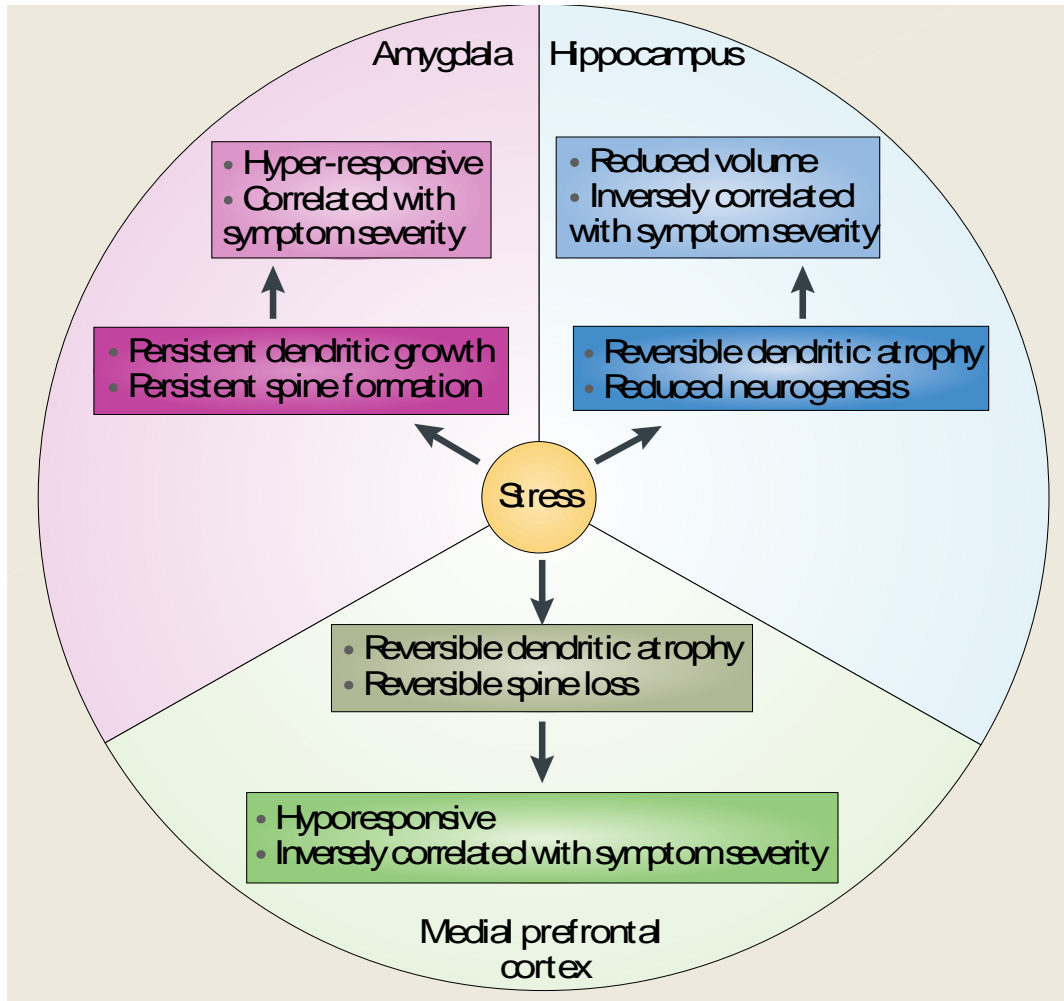 Amygdala
Hippocampus
• Hyper-responsive
• Correlated with
symptom severity
• Reduced volume
• Inversely correlated
with symptom severity
• Persistent dendritic growth
• Persistent spine formation
• Reversible dendritic atrophy
• Reduced neurogenesis
Stress
• Reversible dendritic atrophy
• Reversible spine loss
• Hyporesponsive
• Inversely correlated with symptom severity
Medial prefrontal
cortex